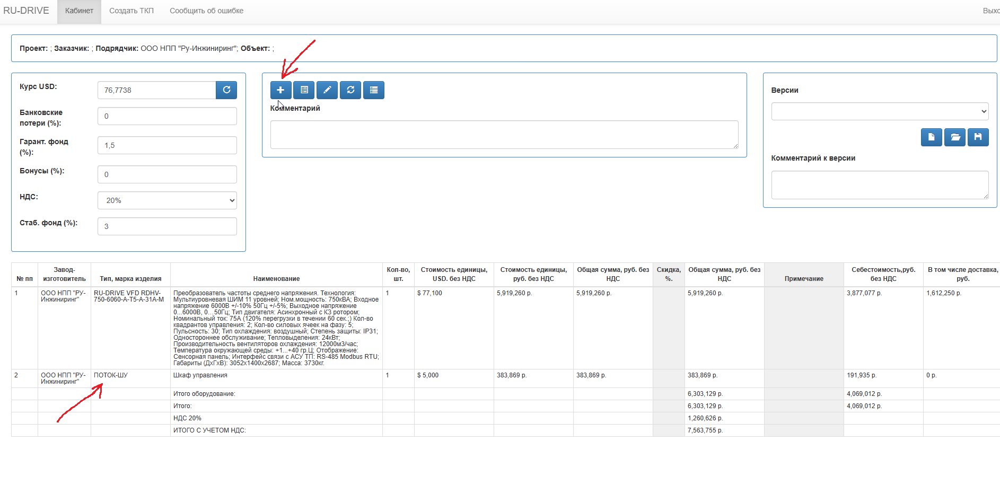 RU-DRIVE Кабинет Создать ТКП Сообщить об ошибке Выхо
Проект: ; Заказчик: ; Подрядчик: ООО НПП "Ру-Инжиниринг"; Объект: ;
Курс USD:
76,7738
Банковские
потери (%):
0
Гарант. фонд
(%):
1,5
Бонусы (%):
0
НДС:
20%
Стаб. фонд (%):
3
Комментарий
Версии
Комментарий к версии
№ пп
Завод-
изготовитель
Тип, марка изделия
Наименование
Кол-во,
шт.
Стоимость единицы,
USD. без НДС
Стоимость единицы,
руб. без НДС
Общая сумма, руб. без
НДС
Скидка,
%.
Общая сумма, руб. без
НДС
Примечание
Себестоимость,руб.
без НДС
В том числе доставка,
руб.
1
ООО НПП "РУ-
Инжиниринг"
RU-DRIVE VFD RDHV-
750-6060-A-T5-A-31A-M
Преобразователь частоты среднего напряжения. Технология:
Мультиуровневая ШИМ 11 уровней; Ном.мощность: 750кВА; Входное
напряжение 6000В +/-10% 50Гц +/-5%; Выходное напряжение
0...6000В, 0...50Гц; Тип двигателя: Асинхронный с КЗ ротором;
Номинальный ток: 75А (120% перегрузки в течении 60 сек.;) Кол-во
квадрантов управления: 2; Кол-во силовых ячеек на фазу: 5;
Пульсность: 30; Тип охлаждения: воздушный; Степень защиты: IP31;
Одностороннее обслуживание; Тепловыделения: 24кВт;
Производительность вентиляторов охлаждения: 12000м3/час;
Температура окружающей среды: +1...+40 гр.Ц; Отображение:
Сенсорная панель; Интерфейс связи с АСУ ТП: RS-485 Modbus RTU;
Габариты (ДхГхВ): 3052х1400х2687; Масса: 3730кг.
1
$ 77,100
5,919,260 р.
5,919,260 р.
5,919,260 р.
3,877,077 р.
1,612,250 р.
2
ООО НПП "РУ-
Инжиниринг"
ПОТОК-ШУ
Шкаф управления
1
$ 5,000
383,869 р.
383,869 р.
383,869 р.
191,935 р.
0 р.
Итого оборудование: 6,303,129 р. 4,069,012 р.
Итого: 6,303,129 р. 4,069,012 р.
НДС 20% 1,260,626 р.
ИТОГО С УЧЕТОМ НДС: 7,563,755 р.